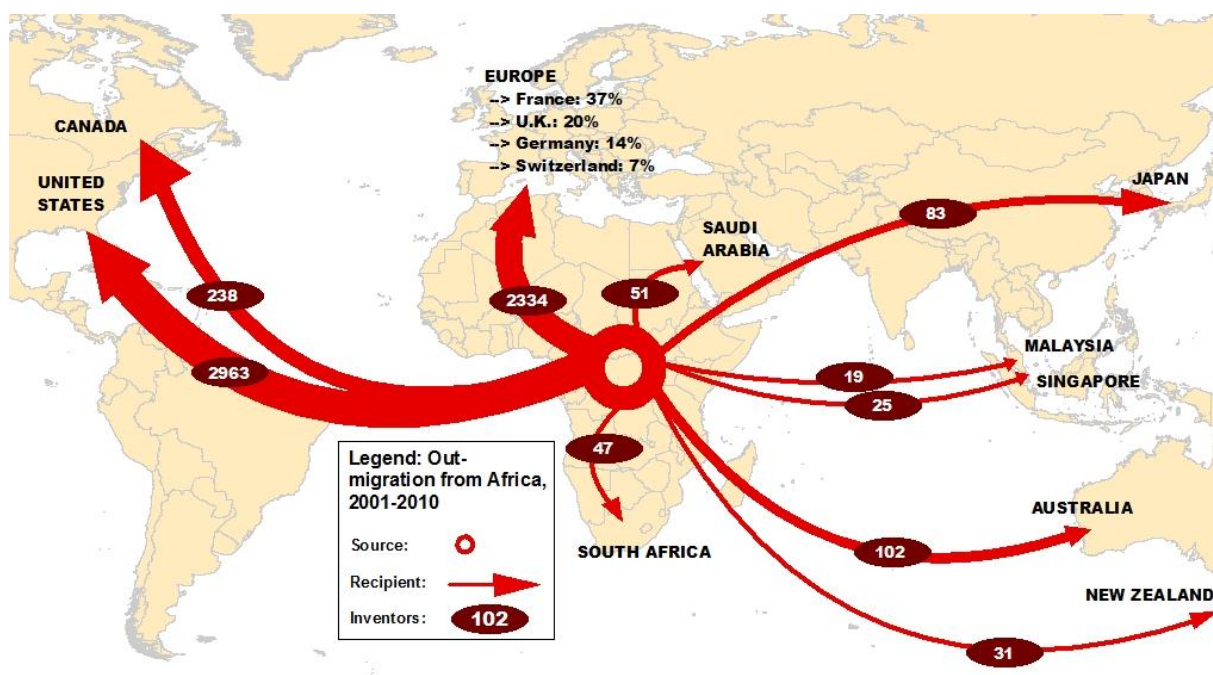 EUROPE
--> France: 37%
--> U.K.: 20%
--> Germany: 14%
--> Switzerland: 7%
CANADA
UNITED
STATES
JAPAN
SAUDI
ARABIA
83
238
2334
51
2963
MALAYSIA
19
SINGAPORE
25
47
Legend: Out-
migration from Africa,
2001-2010
Source:
Recipient:
Inventors:
102
SOUTH AFRICA
AUSTRALIA
102
NEW ZEALAND
31